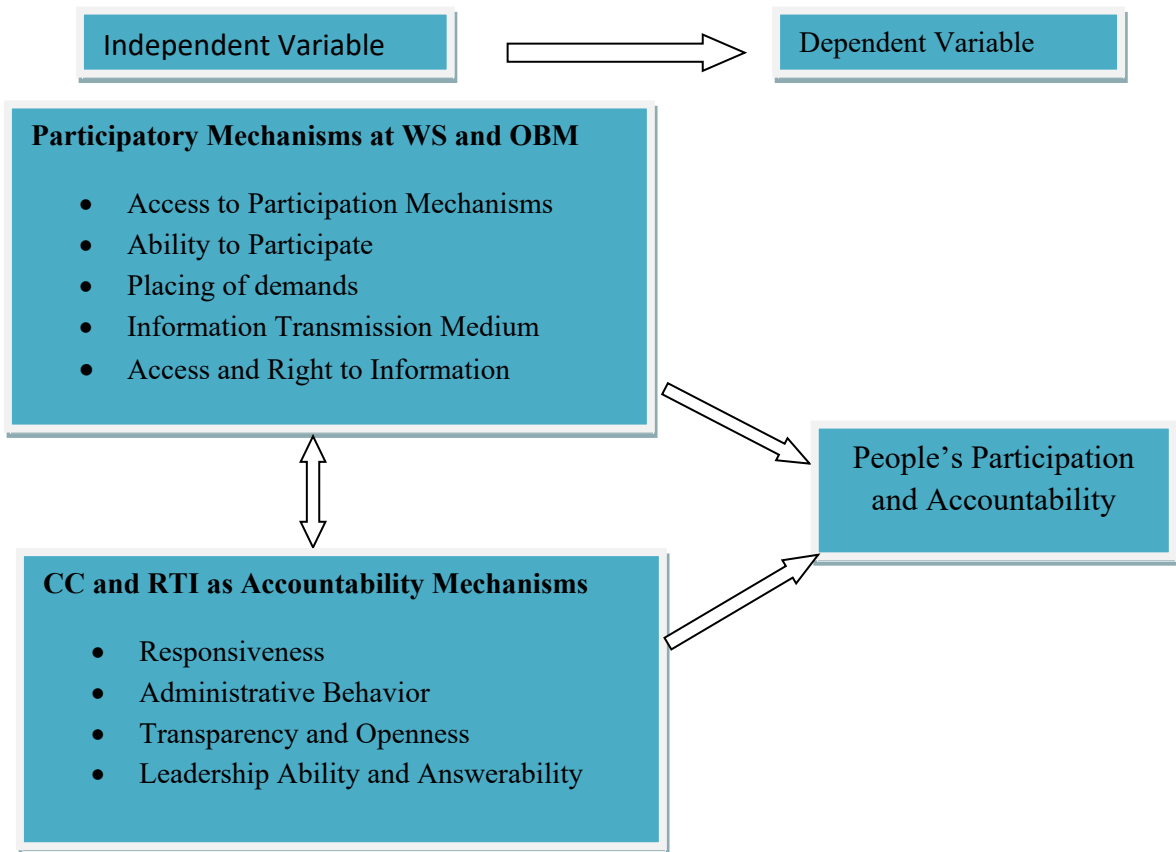 Independent Variable
Dependent Variable
Participatory Mechanisms at WS and OBM
• Access to Participation Mechanisms
• Ability to Participate
• Placing of demands
• Information Transmission Medium
• Access and Right to Information
People’s Participation
and Accountability
CC and RTI as Accountability Mechanisms
• Responsiveness
• Administrative Behavior
• Transparency and Openness
• Leadership Ability and Answerability